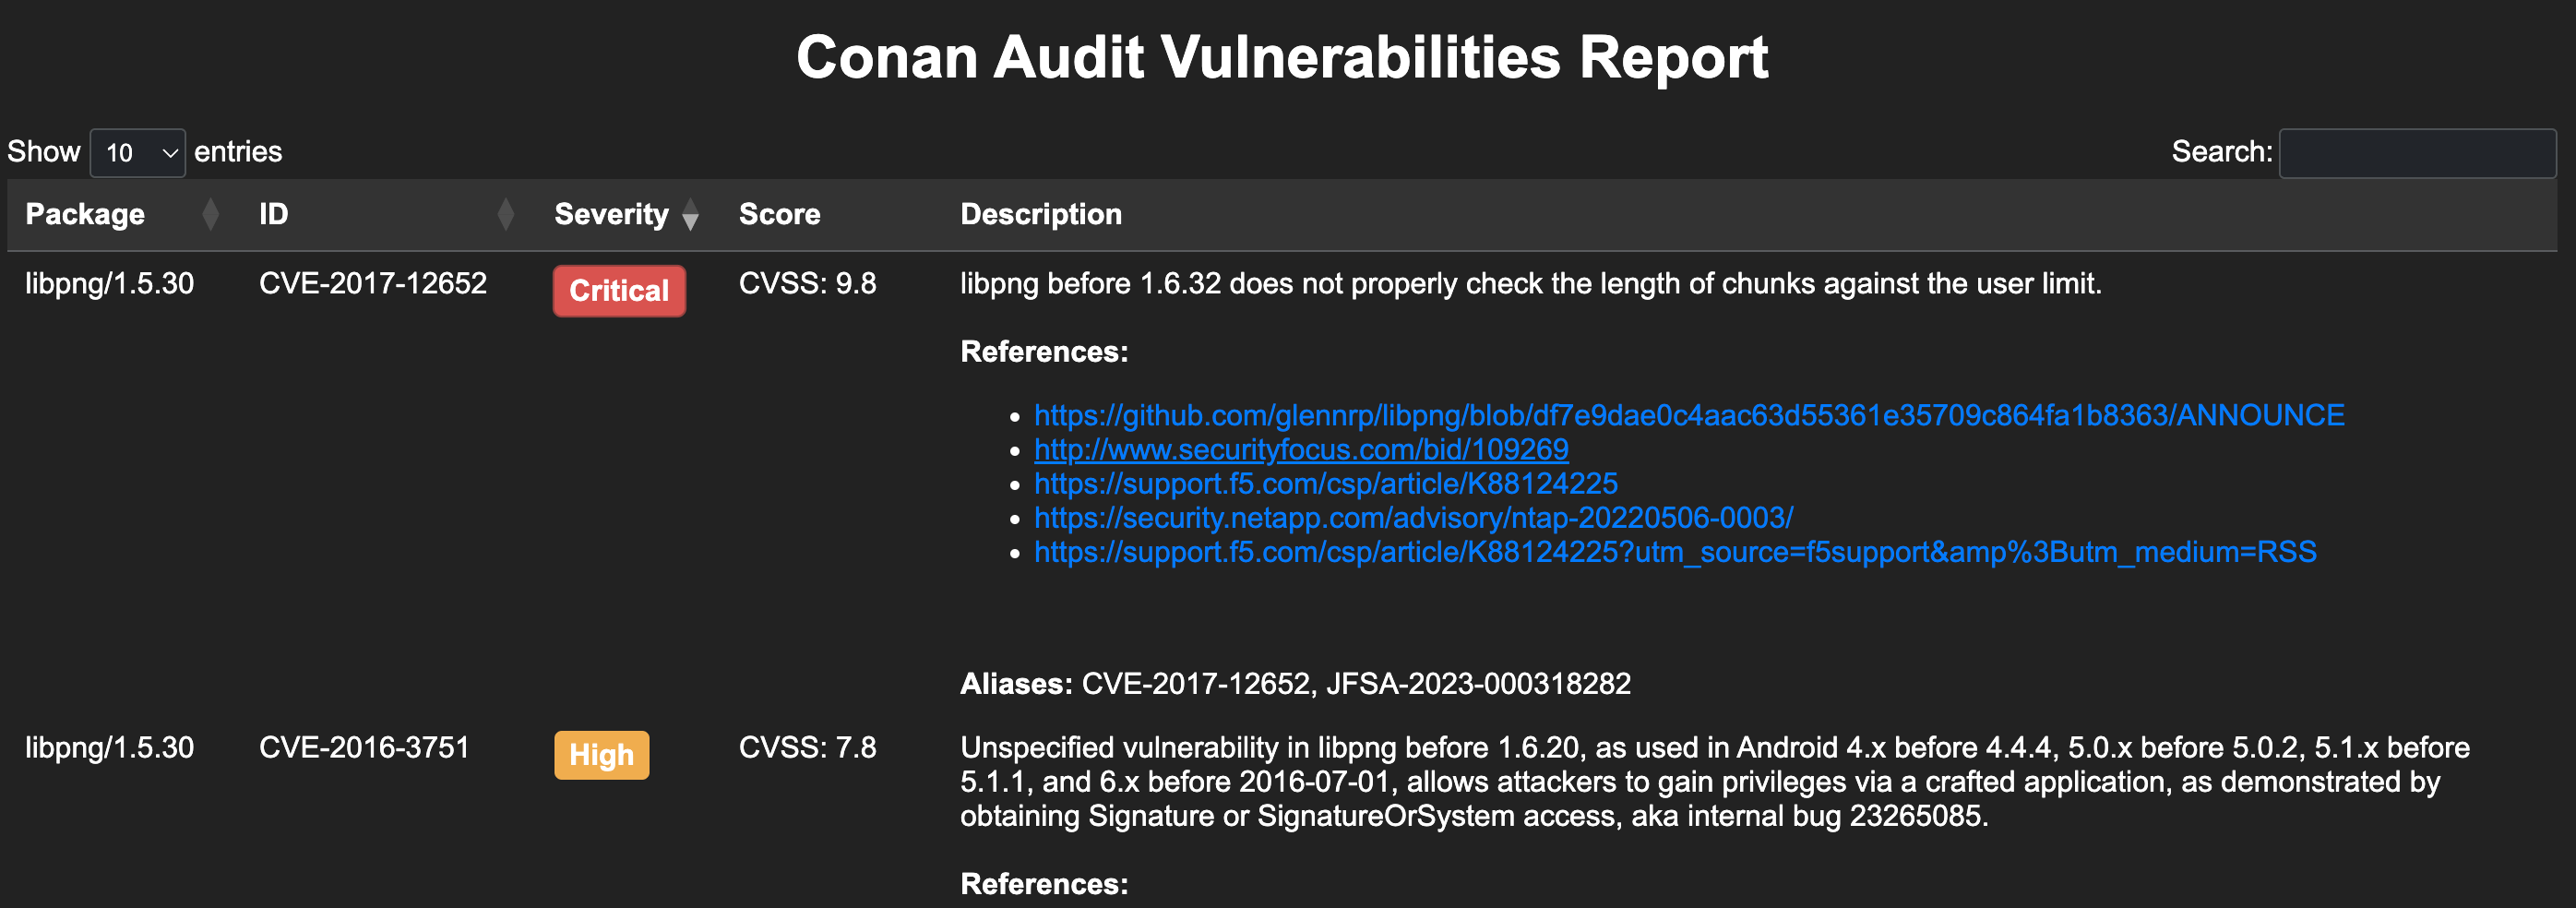 Conan Audit Vulnerabilities Report
Show 10 entries
Search:
Package ID Severity Score Description
libpng/1.5.30 CVE-2017-12652 Critical CVSS: 9.8 libpng before 1.6.32 does not properly check the length of chunks against the user limit.
References:
https://github.com/glennrp/libpng/blob/df7e9dae0c4aac63d55361e35709c864fa1b8363/ANNOUNCE
http://www.securityfocus.com/bid/109269
https://support.f5.com/csp/article/K88124225
https://security.netapp.com/advisory/ntap-20220506-0003/
https://support.f5.com/csp/article/K88124225?utm_source=f5support&amp%3Butm_medium=RSS
Aliases: CVE-2017-12652, JFSA-2023-000318282
libpng/1.5.30 CVE-2016-3751 High CVSS: 7.8 Unspecified vulnerability in libpng before 1.6.20, as used in Android 4.x before 4.4.4, 5.0.x before 5.0.2, 5.1.x before
5.1.1, and 6.x before 2016-07-01, allows attackers to gain privileges via a crafted application, as demonstrated by
obtaining Signature or SignatureOrSystem access, aka internal bug 23265085.
References: